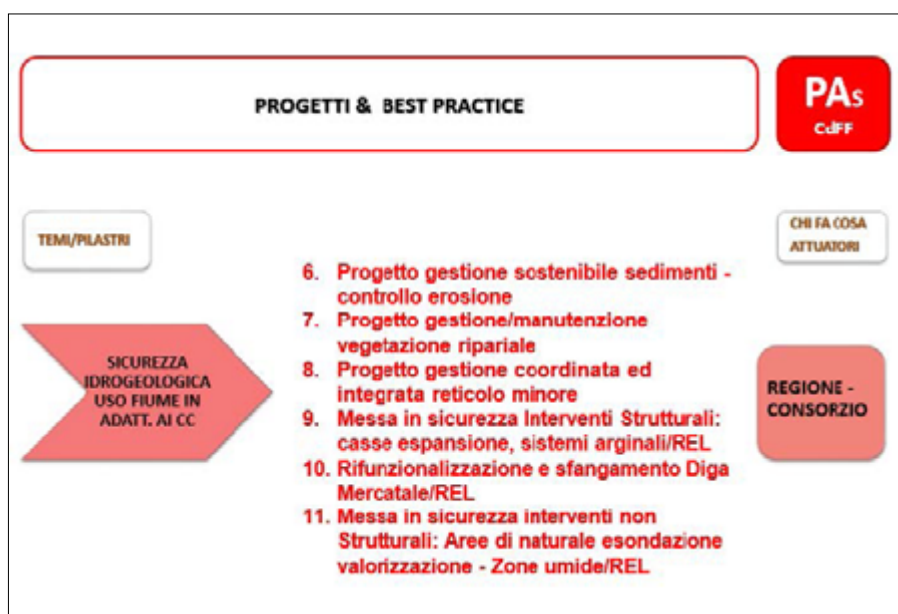 PROGETTI & BEST PRACTICE
PAs
CdFF
TEMI/PILASTRI
CHI FA COSA
ATTUATORI
SICUREZZA
IDROGEOLOGICA
USO FIUME IN
ADATT. AI CC
6. Progetto gestione sostenibile sedimenti -
controllo erosione
7. Progetto gestione/manutenzione
vegetazione ripariale
8. Progetto gestione coordinata ed
integrata reticolo minore
9. Messa in sicurezza Interventi Strutturali:
casse espansione, sistemi arginali/REL
10. Rifunzionalizzazione e sfangamento Diga
Mercatale/REL
11. Messa in sicurezza interventi non
Strutturali: Aree di naturale esondazione
valorizzazione - Zone umide/REL
REGIONE -
CONSORZIO